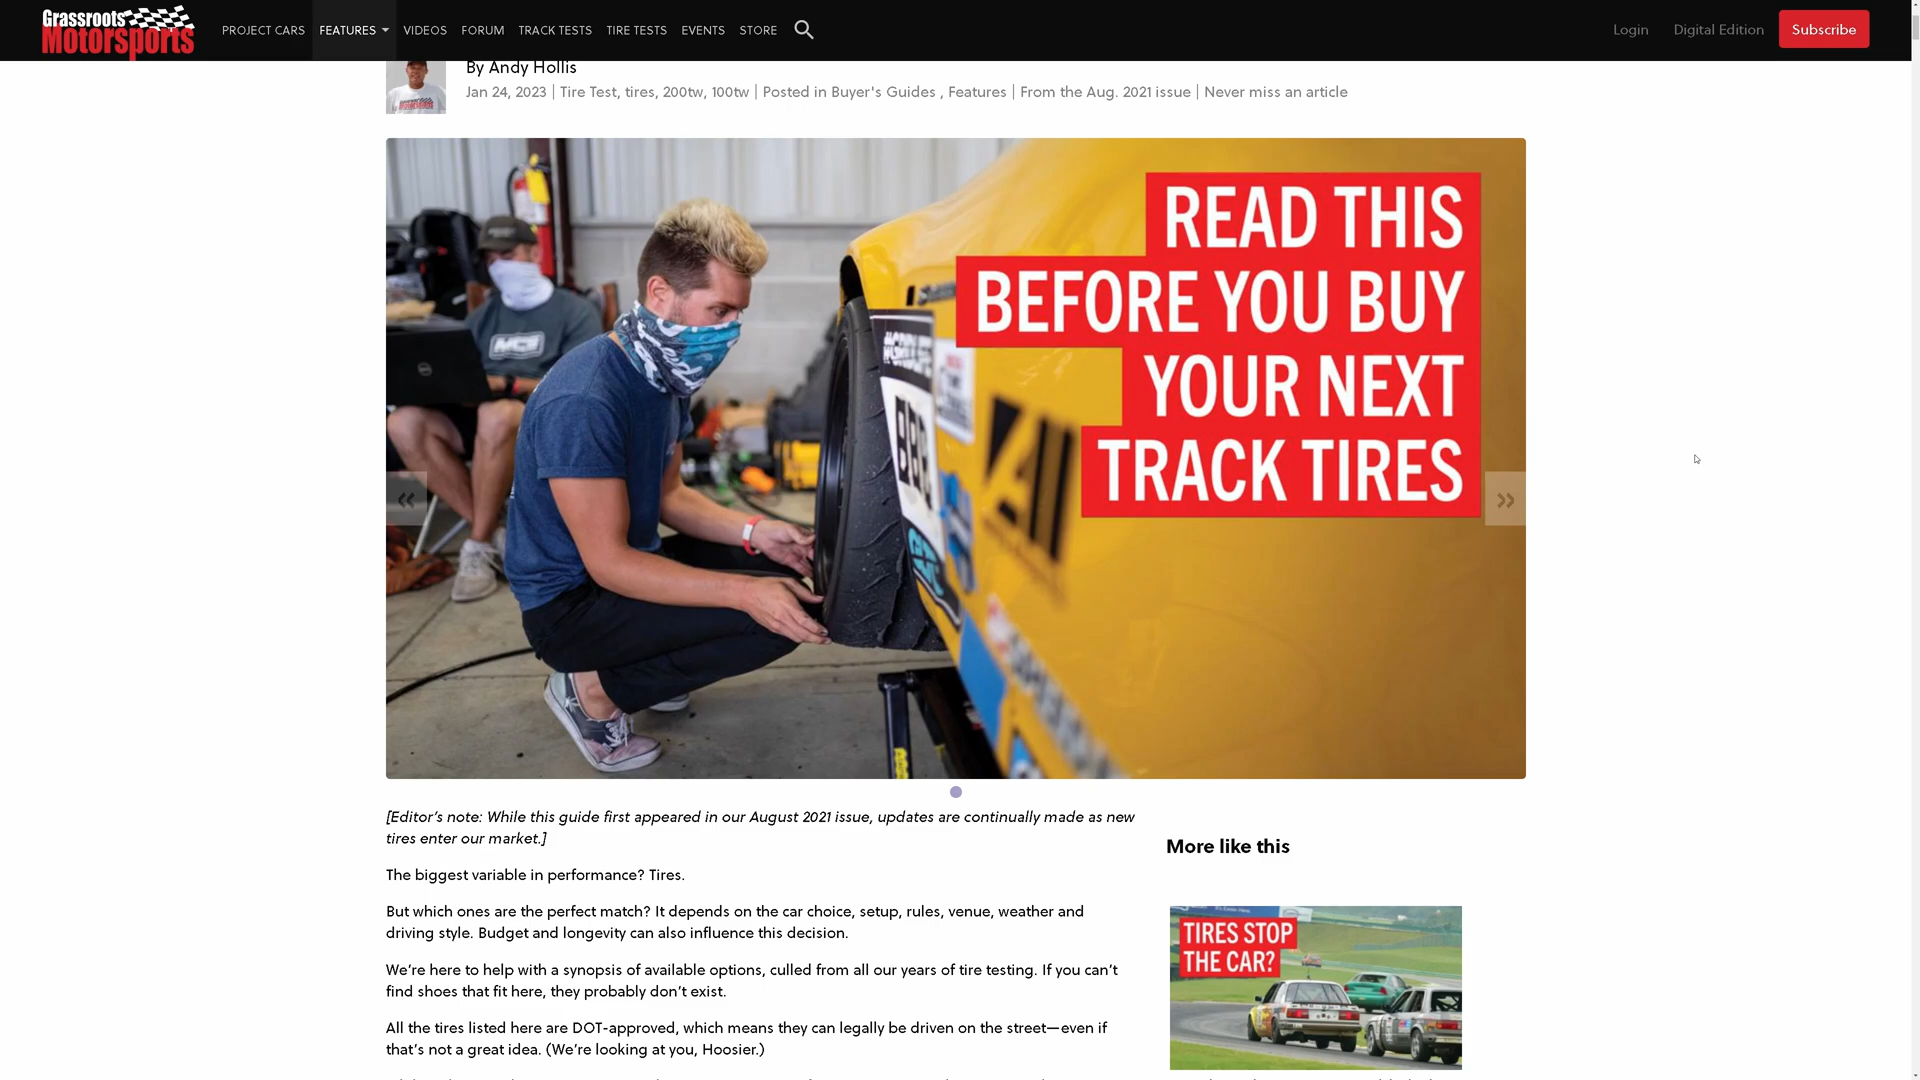 Grassroots
Motorsports
PROJECT CARS
FEATURES
VIDEOS
FORUM
TRACK TESTS
TIRE TESTS
EVENTS
STORE
Login
Digital Edition
Subscribe
By Andy Hollis
Jan 24, 2023 | Tire Test, tires, 200tw, 100tw | Posted in Buyer's Guides , Features | From the Aug. 2021 issue | Never miss an article
READ THIS
BEFORE YOU BUY
YOUR NEXT
TRACK TIRES
MCS
«
»
[Editor’s note: While this guide first appeared in our August 2021 issue, updates are continually made as new
tires enter our market.]
The biggest variable in performance? Tires.
But which ones are the perfect match? It depends on the car choice, setup, rules, venue, weather and
driving style. Budget and longevity can also influence this decision.
We’re here to help with a synopsis of available options, culled from all our years of tire testing. If you can’t
find shoes that fit here, they probably don’t exist.
All the tires listed here are DOT-approved, which means they can legally be driven on the street—even if
that’s not a great idea. (We’re looking at you, Hoosier.)
More like this
TIRES STOP
THE CAR?